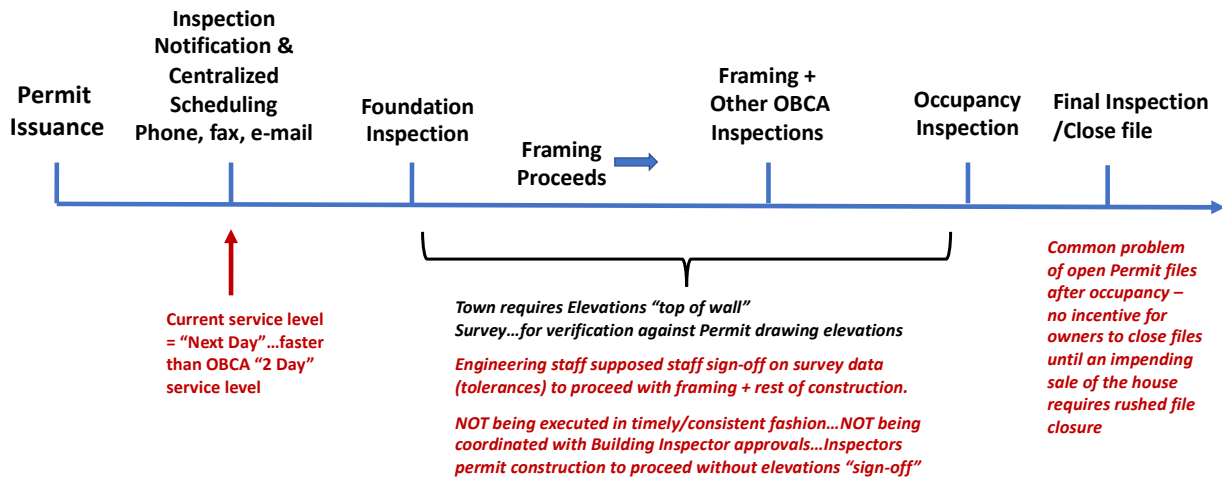 Permit
Issuance
Inspection
Notification &
Centralized
Scheduling
Phone, fax, e-mail
Foundation
Inspection
Framing
Proceeds
Framing +
Other OBCA
Inspections
Occupancy
Inspection
Final Inspection
/Close file
Current service level
= “Next Day”…faster
than OBCA “2 Day”
service level
Town requires Elevations “top of wall”
Survey…for verification against Permit drawing elevations
Engineering staff supposed staff sign-off on survey data
(tolerances) to proceed with framing + rest of construction.
NOT being executed in timely/consistent fashion…NOT being
coordinated with Building Inspector approvals…Inspectors
permit construction to proceed without elevations “sign-off”
Common problem
of open Permit files
after occupancy –
no incentive for
owners to close files
until an impending
sale of the house
requires rushed file
closure